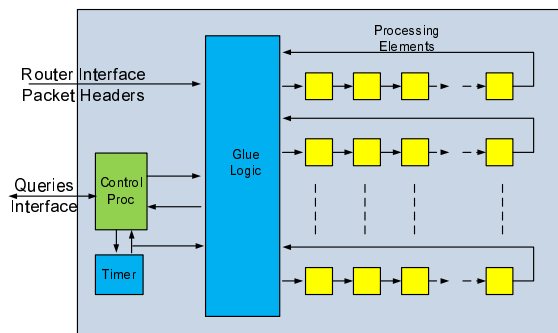 Processing
Elements
Router Interface
Packet Headers
Glue
Logic
Control
Proc
Queries
Interface
Timer